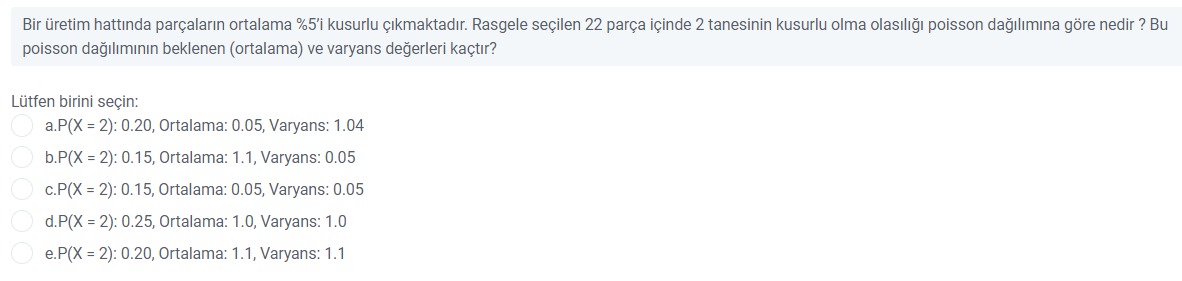 Bir üretim hattında parçaların ortalama %5’i kusurlu çıkmaktadır. Rasgele seçilen 22 parça içinde 2 tanesinin kusurlu olma olasılığı poisson dağılımına göre nedir ? Bu
poisson dağılımının beklenen (ortalama) ve varyans değerleri kaçtır?
Lütfen birini seçin:
a.P(X = 2): 0.20, Ortalama: 0.05, Varyans: 1.04
b.P(X = 2): 0.15, Ortalama: 1.1, Varyans: 0.05
c.P(X = 2): 0.15, Ortalama: 0.05, Varyans: 0.05
d.P(X = 2): 0.25, Ortalama: 1.0, Varyans: 1.0
e.P(X = 2): 0.20, Ortalama: 1.1, Varyans: 1.1